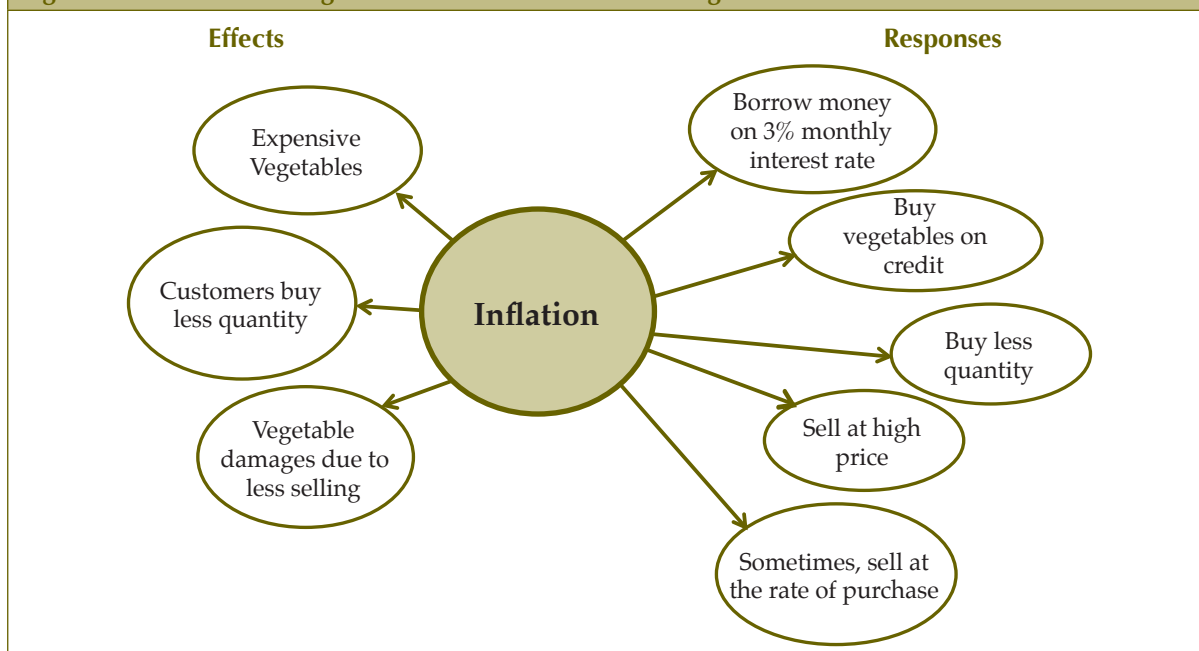 Effects
Responses
Expensive
Vegetables
Customers buy
less quantity
Vegetable
damages due to
less selling
Inflation
Borrow money
on 3% monthly
interest rate
Buy
vegetables on
credit
Buy less
quantity
Sell at high
price
Sometimes, sell at
the rate of purchase